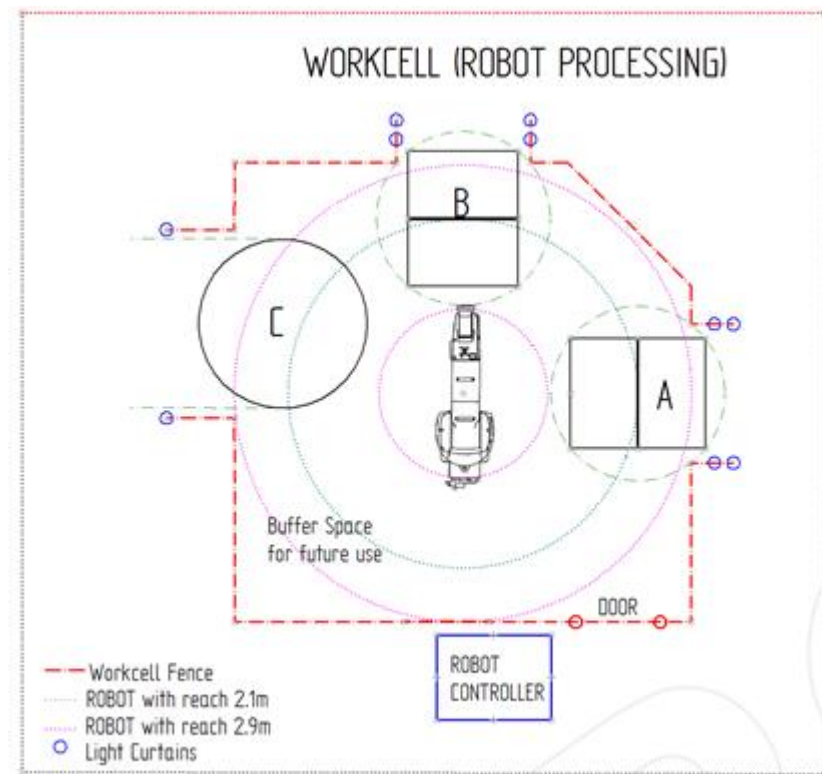 WORKCELL (ROBOT PROCESSING)
B
C
A
Buffer Space
for future use
DOOR
ROBOT
CONTROLLER
Workcell Fence
ROBOT with reach 2.1m
ROBOT with reach 2.9m
Light Curtains